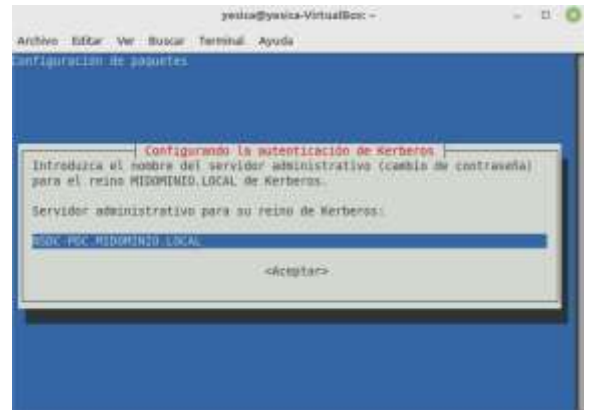 yesica@yesica-VirtualBox: ~
Archivo Editar Ver Buscar Terminal Ayuda
Configuración de paquetes
Configurando la autenticación de Kerberos
Introduzca el nombre del servidor administrativo (cambio de contraseña)
para el reino MIDOMINIO.LOCAL de Kerberos.
Servidor administrativo para su reino de Kerberos:
<Aceptar>